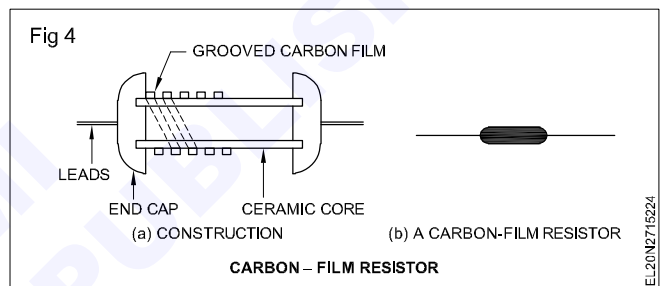 Fig 4
GROOVED CARBON FILM
LEADS
END CAP
CERAMIC CORE
(a) CONSTRUCTION
(b) A CARBON-FILM RESISTOR
CARBON – FILM RESISTOR
EL20N2715224